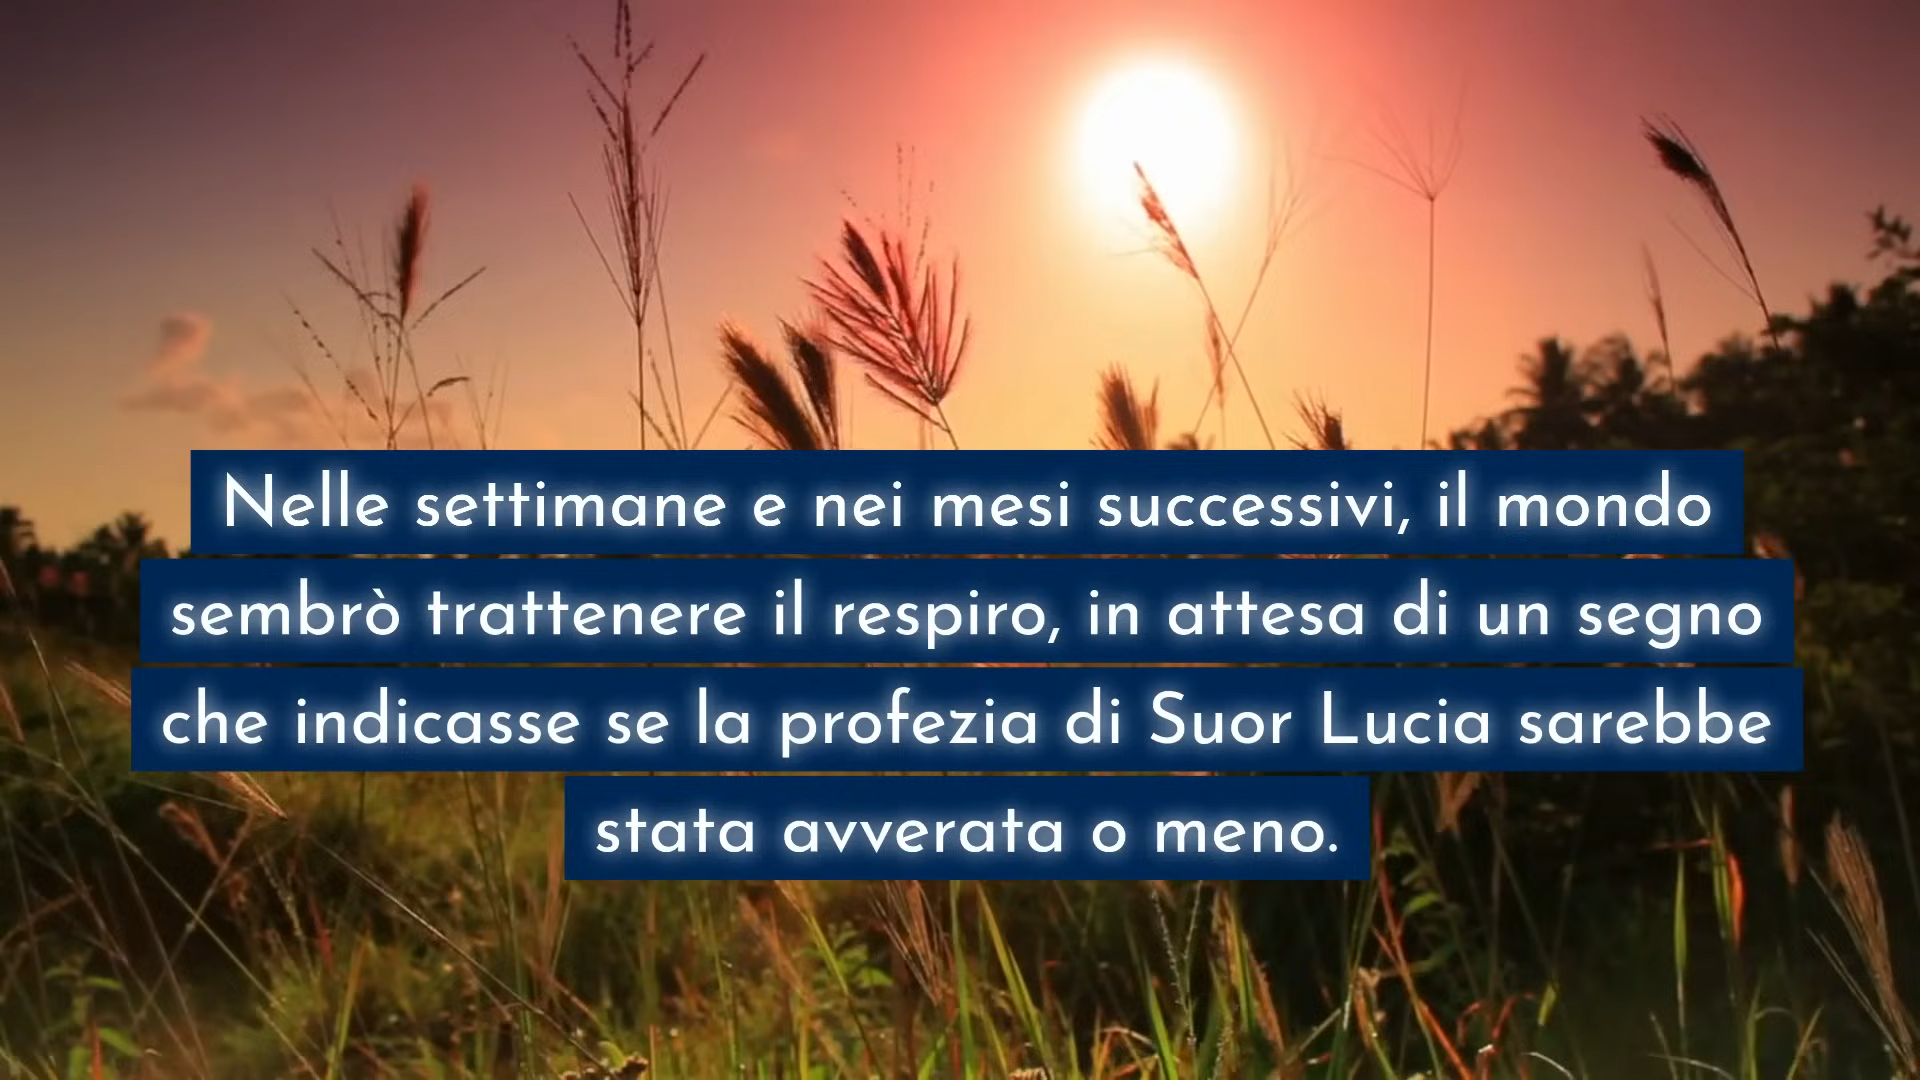 Nelle settimane e nei mesi successivi, il mondo
sembrò trattenere il respiro, in attesa di un segno
che indicasse se la profezia di Suor Lucia sarebbe
stata avverata o meno.